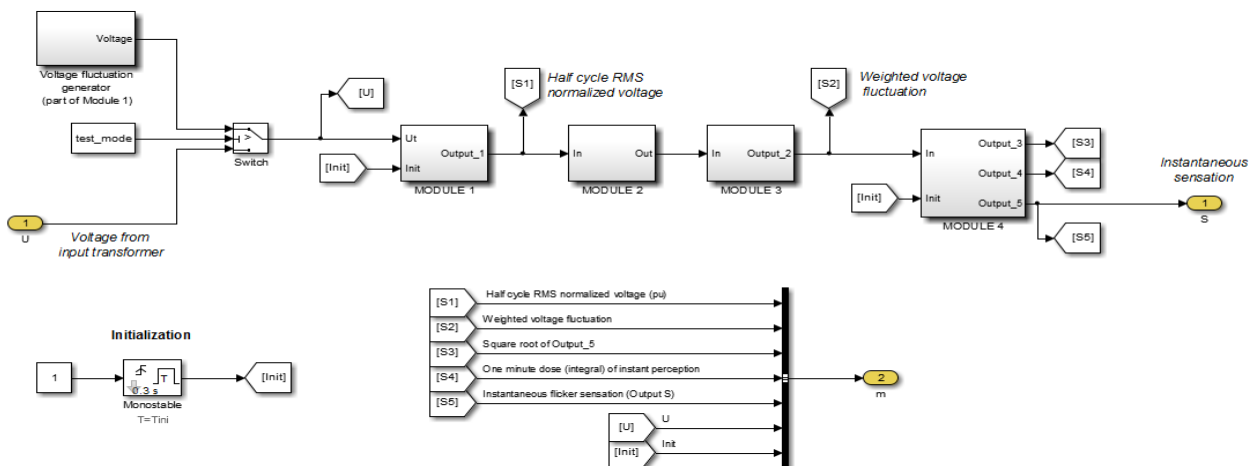 Voltage
Voltage fluctuation
generator
(part of Module 1)
test_mode
>
Switch
[U]
[Init]
Ut
Init
Output_1
MODULE 1
[S1]
Half cycle RMS
normalized voltage
In
Out
MODULE 2
In
Output_2
MODULE 3
[S2]
Weighted voltage
fluctuation
[Init]
In
Init
Output_3
Output_4
Output_5
MODULE 4
[S3]
[S4]
[S5]
Instantaneous
sensation
1
S
1
U
Voltage from
input transformer
Initialization
1
T
0.3 s
Monostable
T=Tini
[Init]
[S1]
Half cycle RMS normalized voltage (pu)
[S2]
Weighted voltage fluctuation
[S3]
Square root of Output_5
[S4]
One minute dose (integral) of instant perception
[S5]
Instantaneous flicker sensation (Output S)
[U]
U
[Init]
Init
2
m